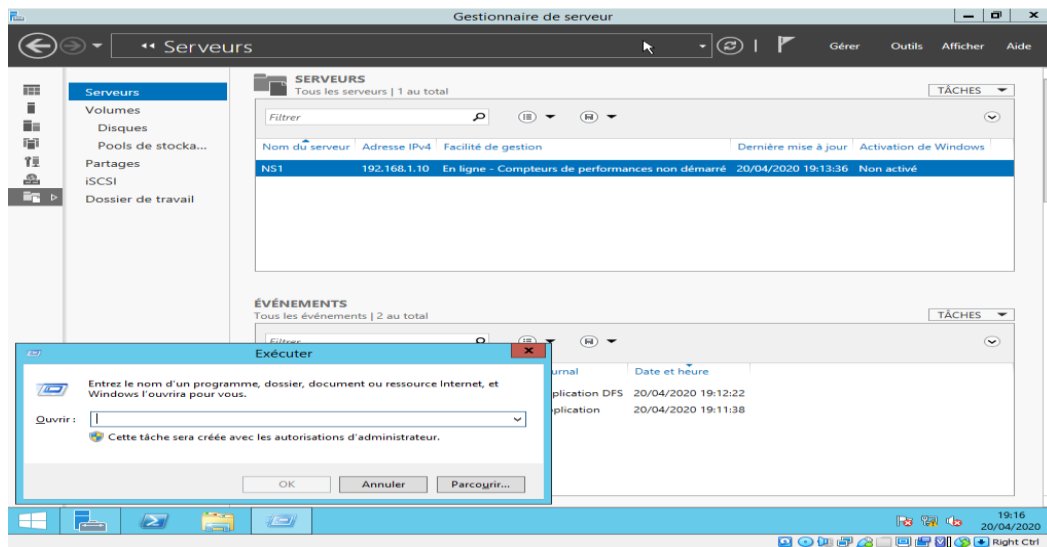 Gestionnaire de serveur
Serveurs
Gérer Outils Afficher Aide
Serveurs
Volumes
Disques
Pools de stocka...
Partages
iSCSI
Dossier de travail
SERVEURS
Tous les serveurs | 1 au total
TÂCHES
Filtrer
Nom du serveur Adresse IPv4 Facilité de gestion Dernière mise à jour Activation de Windows
NS1 192.168.1.10 En ligne - Compteurs de performances non démarré 20/04/2020 19:13:36 Non activé
ÉVÉNEMENTS
Tous les événements | 2 au total
TÂCHES
Filtrer
urnal Date et heure
plication DFS 20/04/2020 19:12:22
plication 20/04/2020 19:11:38
Exécuter
Entrez le nom d'un programme, dossier, document ou ressource Internet, et
Windows l'ouvrira pour vous.
Ouvrir :
Cette tâche sera créée avec les autorisations d'administrateur.
OK Annuler Parcourir...
19:16
20/04/2020
Right Ctrl